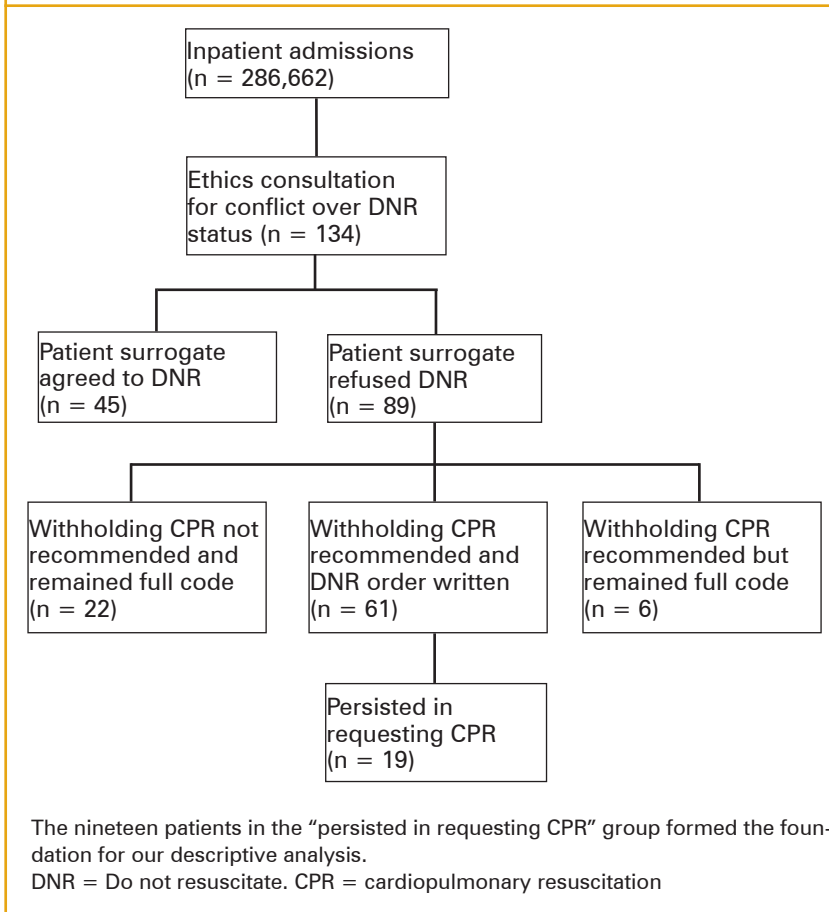 Inpatient admissions
(n = 286,662)
Ethics consultation
for conflict over DNR
status (n = 134)
Patient surrogate
agreed to DNR
(n = 45)
Patient surrogate
refused DNR
(n = 89)
Withholding CPR not
recommended and
remained full code
(n = 22)
Withholding CPR
recommended and
DNR order written
(n = 61)
Withholding CPR
recommended but
remained full code
(n = 6)
Persisted in
requesting CPR
(n = 19)
The nineteen patients in the “persisted in requesting CPR” group formed the foun-
dation for our descriptive analysis.
DNR = Do not resuscitate. CPR = cardiopulmonary resuscitation